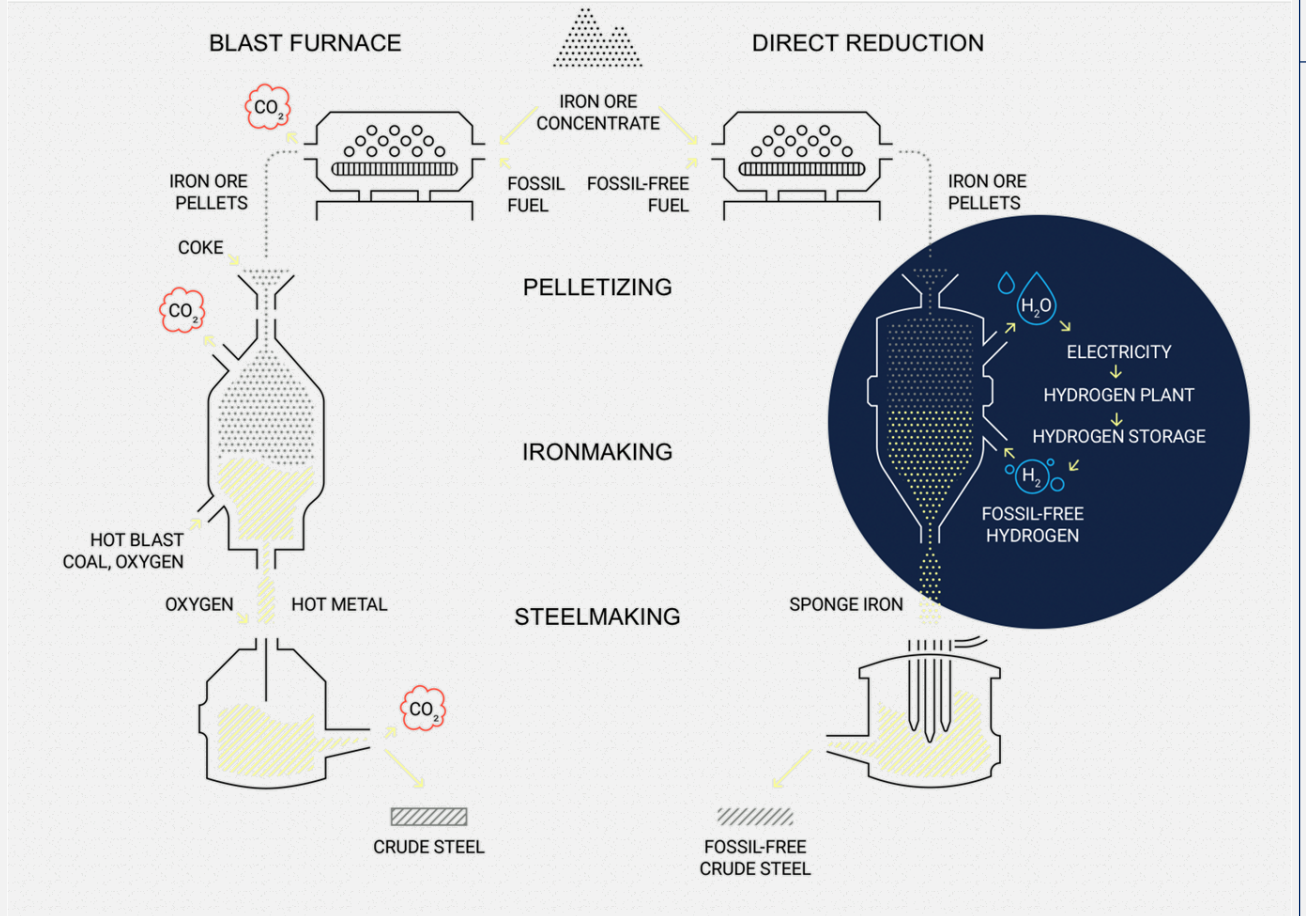 BLAST FURNACE
DIRECT REDUCTION
CO₂
IRON ORE
CONCENTRATE
IRON ORE
PELLETS
FOSSIL
FUEL
FOSSIL-FREE
FUEL
IRON ORE
PELLETS
COKE
PELLETIZING
CO₂
H₂O
ELECTRICITY
HYDROGEN PLANT
HYDROGEN STORAGE
IRONMAKING
H₂
FOSSIL-FREE
HYDROGEN
HOT BLAST
COAL, OXYGEN
OXYGEN
HOT METAL
STEELMAKING
SPONGE IRON
CO₂
CRUDE STEEL
FOSSIL-FREE
CRUDE STEEL